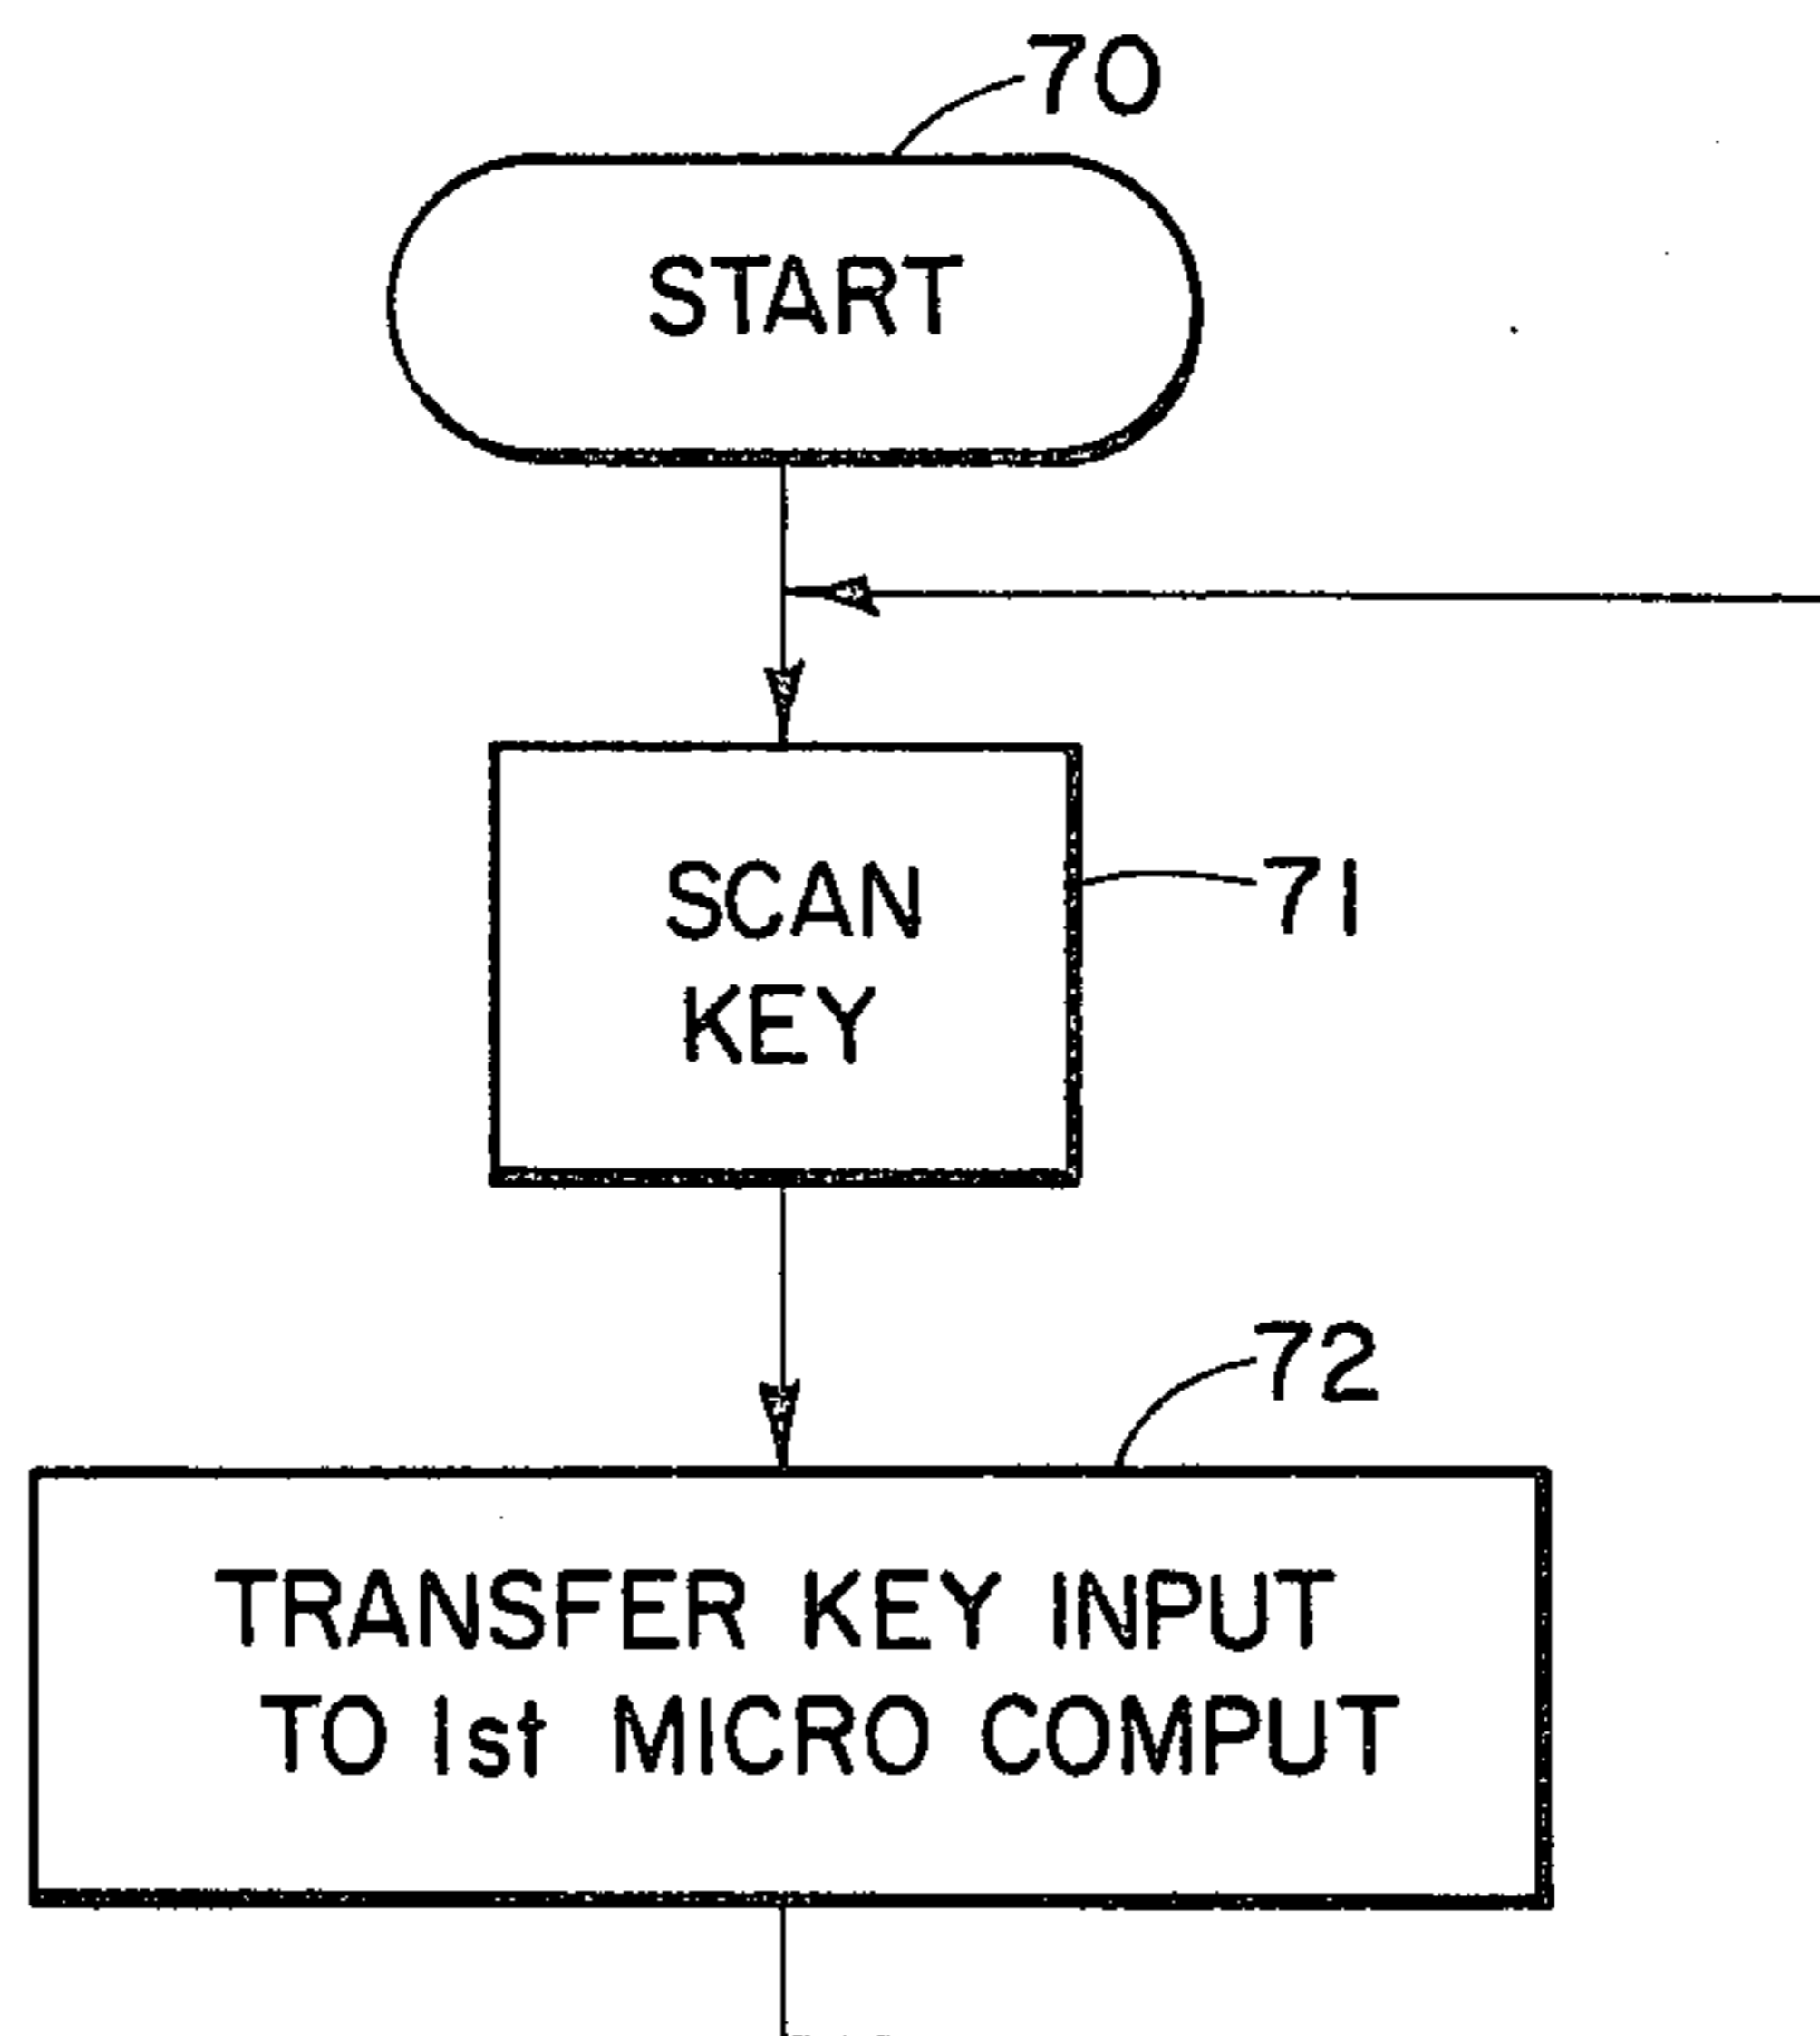 70
START
SCAN
KEY
71
72
TRANSFER KEY INPUT
TO 1st MICRO COMPUT